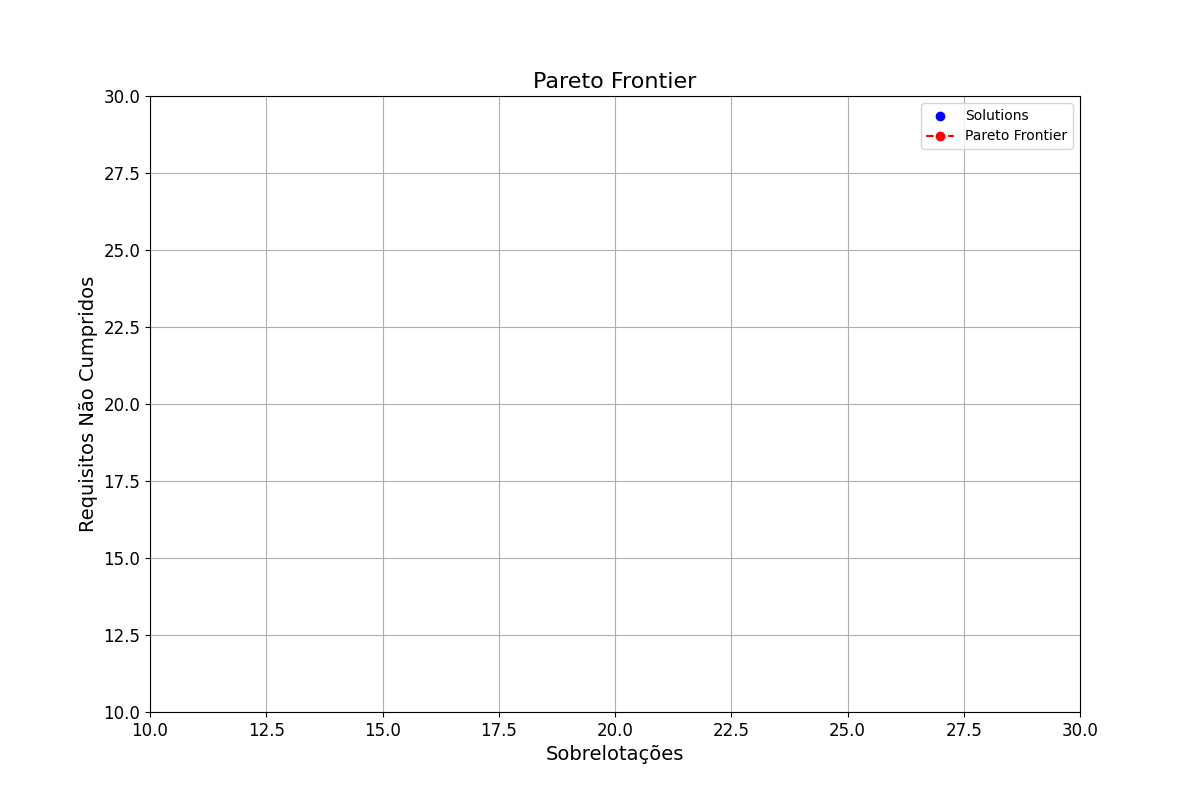 Pareto Frontier
Solutions
Pareto Frontier
30.0
27.5
25.0
22.5
20.0
17.5
15.0
12.5
10.0
Requisitos Não Cumpridos
10.0 12.5 15.0 17.5 20.0 22.5 25.0 27.5 30.0
Sobrelotações